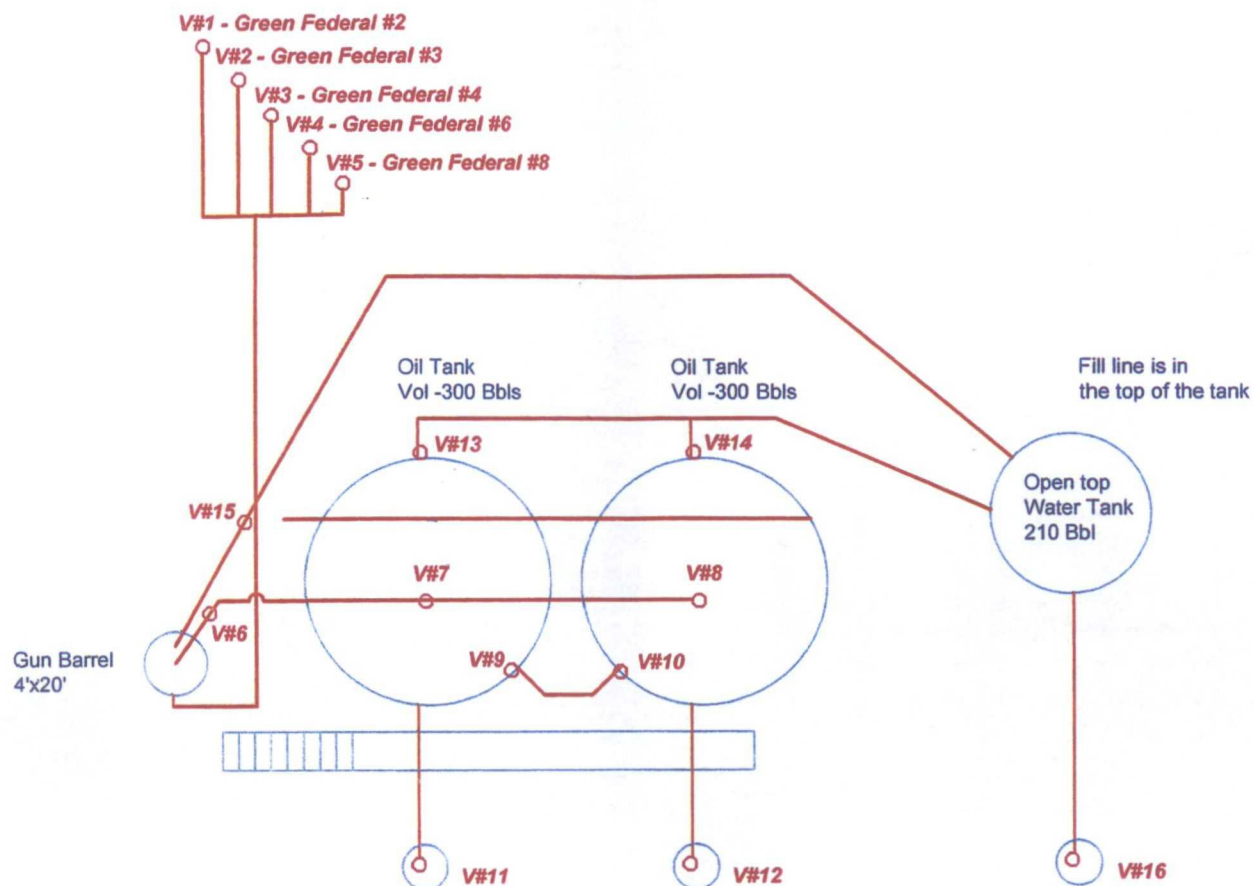 V#1 - Green Federal #2
V#2 - Green Federal #3
V#3 - Green Federal #4
V#4 - Green Federal #6
V#5 - Green Federal #8
Oil Tank
Vol -300 Bbls
Oil Tank
Vol -300 Bbls
Fill line is in
the top of the tank
V#13
V#14
Open top
Water Tank
210 Bbl
V#15
V#7
V#8
V#6
Gun Barrel
4'x20'
V#9
V#10
V#11
V#12
V#16